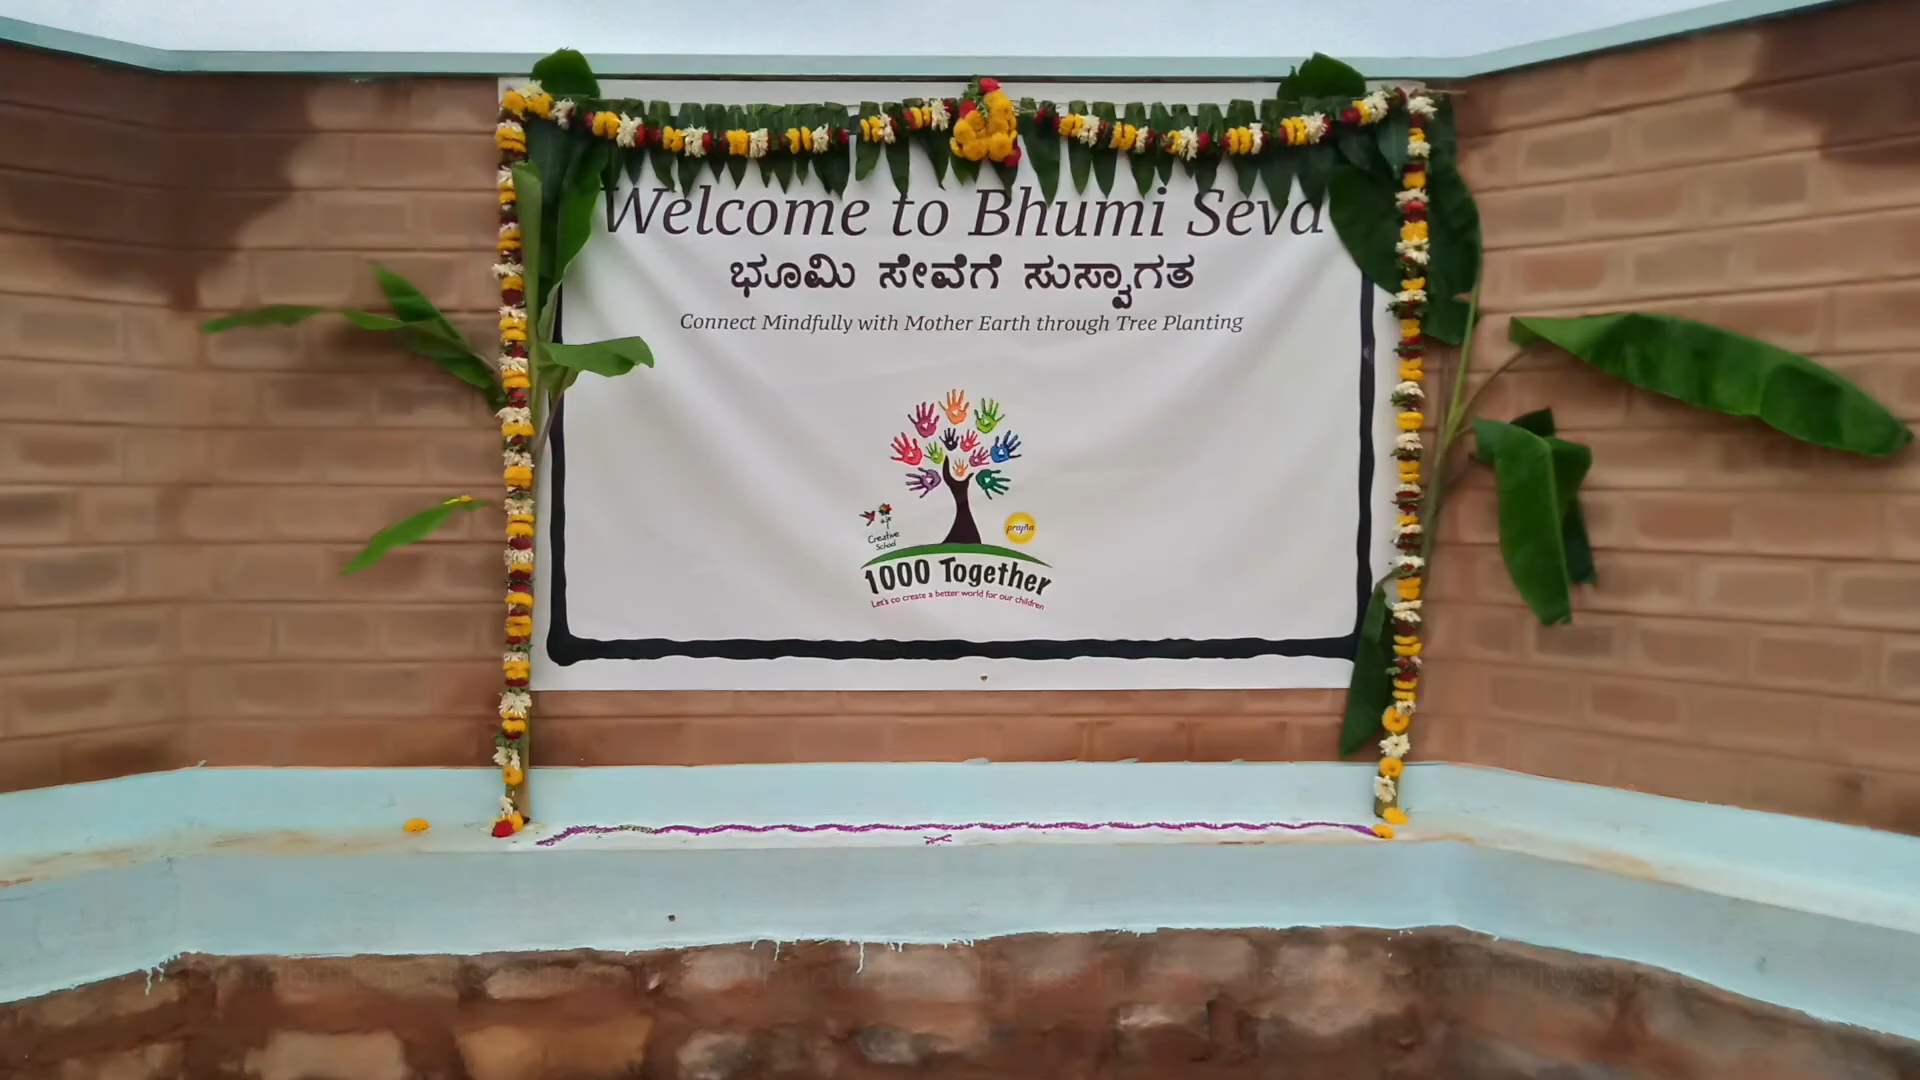 Welcome to Bhumi Seva
ಭೂಮಿ ಸೇವೆಗೆ ಸುಸ್ವಾಗತ
Connect Mindfully with Mother Earth through Tree Planting
Creative
School
prajña
1000 Together
Let's co create a better world for our children